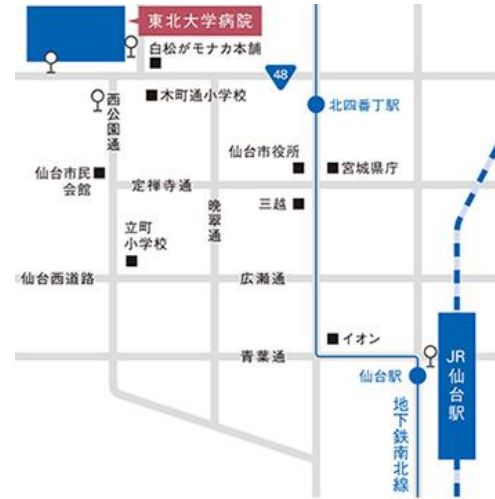 東北大学病院
白松がモナカ本舗
48
西公園通
木町通小学校
北四番丁駅
仙台市役所
宮城県庁
仙台市民
会館
定禅寺通
晩翠通
三越
立町
小学校
仙台西道路
広瀬通
イオン
青葉通
仙台駅
JR
仙台駅
地下鉄南北線